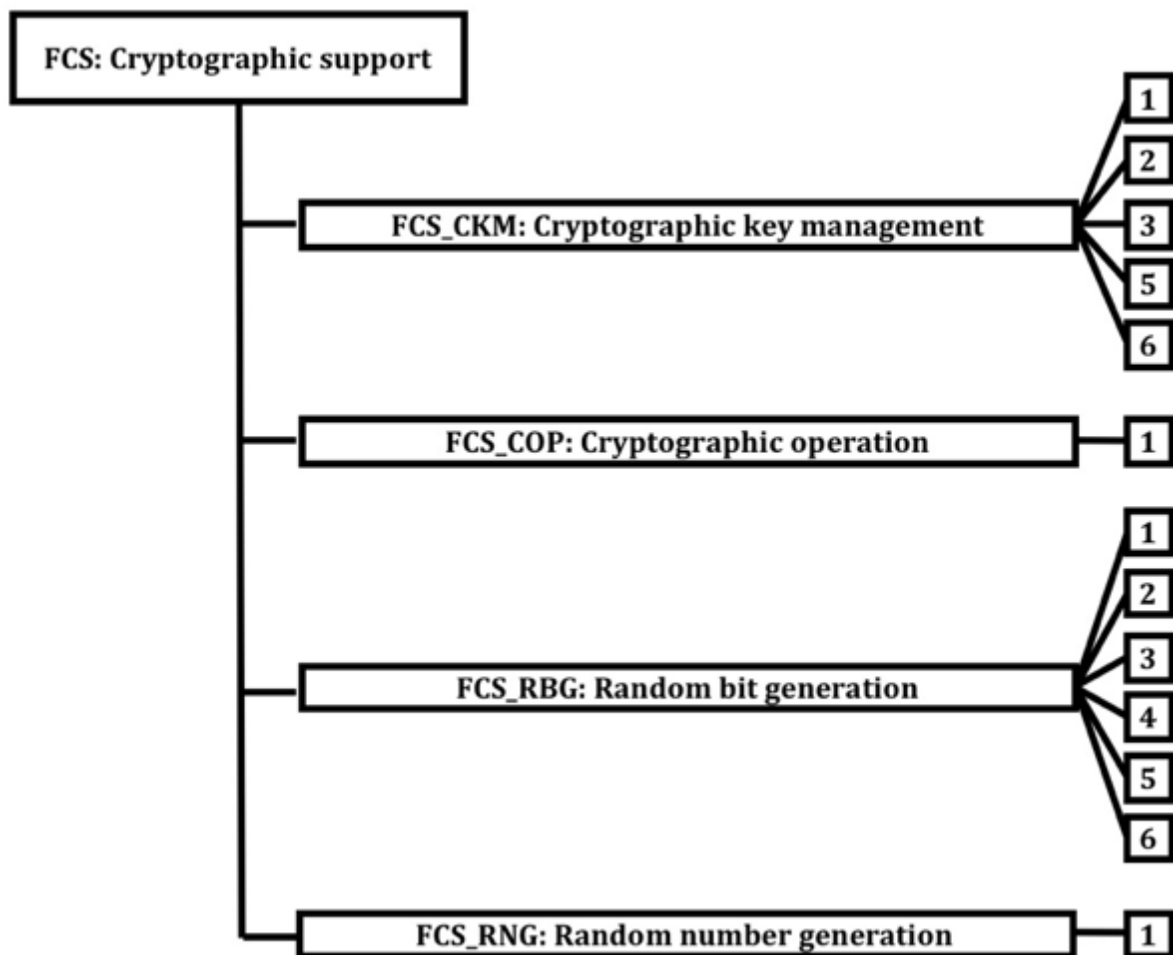 FCS: Cryptographic support
1
2
FCS_CKM: Cryptographic key management
3
5
6
FCS_COP: Cryptographic operation
1
1
2
3
FCS_RBG: Random bit generation
4
5
6
FCS_RNG: Random number generation
1